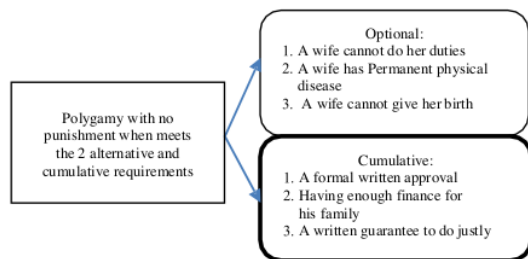 Polygamy with no
punishment when meets
the 2 alternative and
cumulative requirements
Optional:
1. A wife cannot do her duties
2. A wife has Permanent physical
disease
3. A wife cannot give her birth
Cumulative:
1. A formal written approval
2. Having enough finance for
his family
3. A written guarantee to do justly